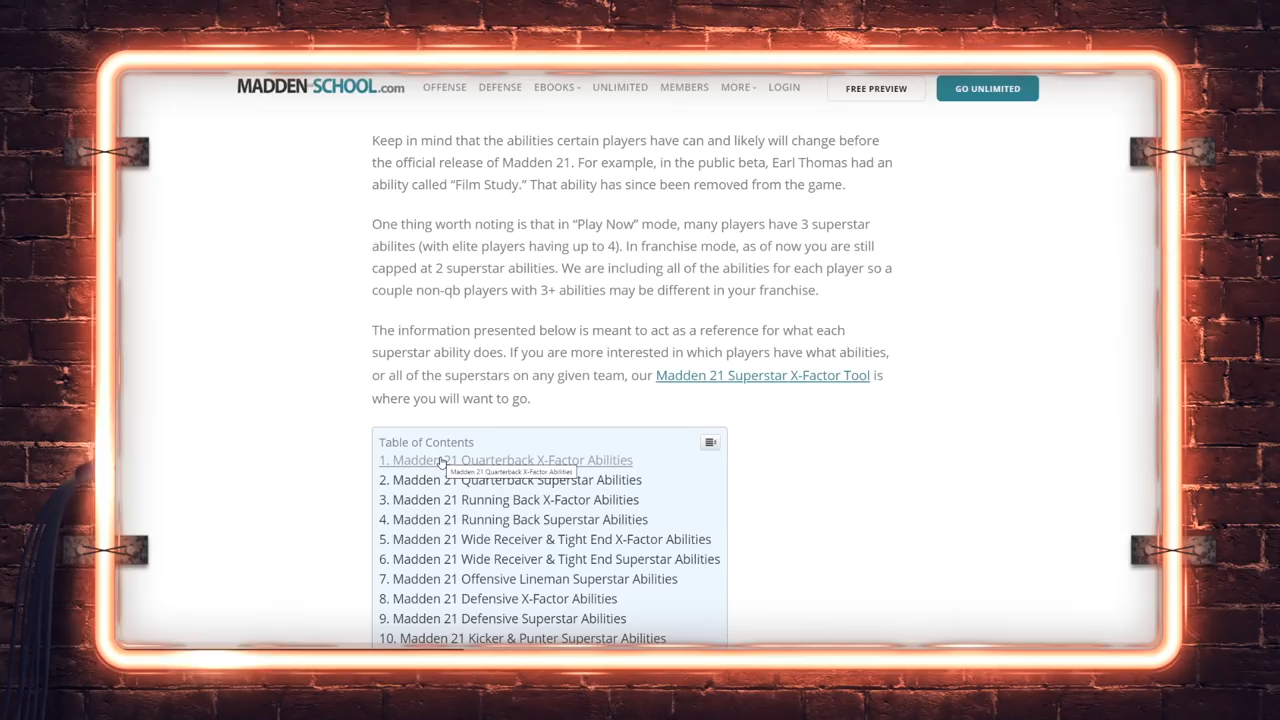 MADDEN-SCHOOL.com OFFENSE DEFENSE EBOOKS UNLIMITED MEMBERS MORE LOGIN FREE PREVIEW GO UNLIMITED
Keep in mind that the abilities certain players have can and likely will change before
the official release of Madden 21. For example, in the public beta, Earl Thomas had an
ability called “Film Study.” That ability has since been removed from the game.
One thing worth noting is that in “Play Now” mode, many players have 3 superstar
abilites (with elite players having up to 4). In franchise mode, as of now you are still
capped at 2 superstar abilities. We are including all of the abilities for each player so a
couple non-qb players with 3+ abilities may be different in your franchise.
The information presented below is meant to act as a reference for what each
superstar ability does. If you are more interested in which players have what abilities,
or all of the superstars on any given team, our Madden 21 Superstar X-Factor Tool is
where you will want to go.
Table of Contents
1. Madden 21 Quarterback X-Factor Abilities
Madden 21 Quarterback X-Factor Abilities
2. Madden 21 Quarterback Superstar Abilities
3. Madden 21 Running Back X-Factor Abilities
4. Madden 21 Running Back Superstar Abilities
5. Madden 21 Wide Receiver & Tight End X-Factor Abilities
6. Madden 21 Wide Receiver & Tight End Superstar Abilities
7. Madden 21 Offensive Lineman Superstar Abilities
8. Madden 21 Defensive X-Factor Abilities
9. Madden 21 Defensive Superstar Abilities
10. Madden 21 Kicker & Punter Superstar Abilities